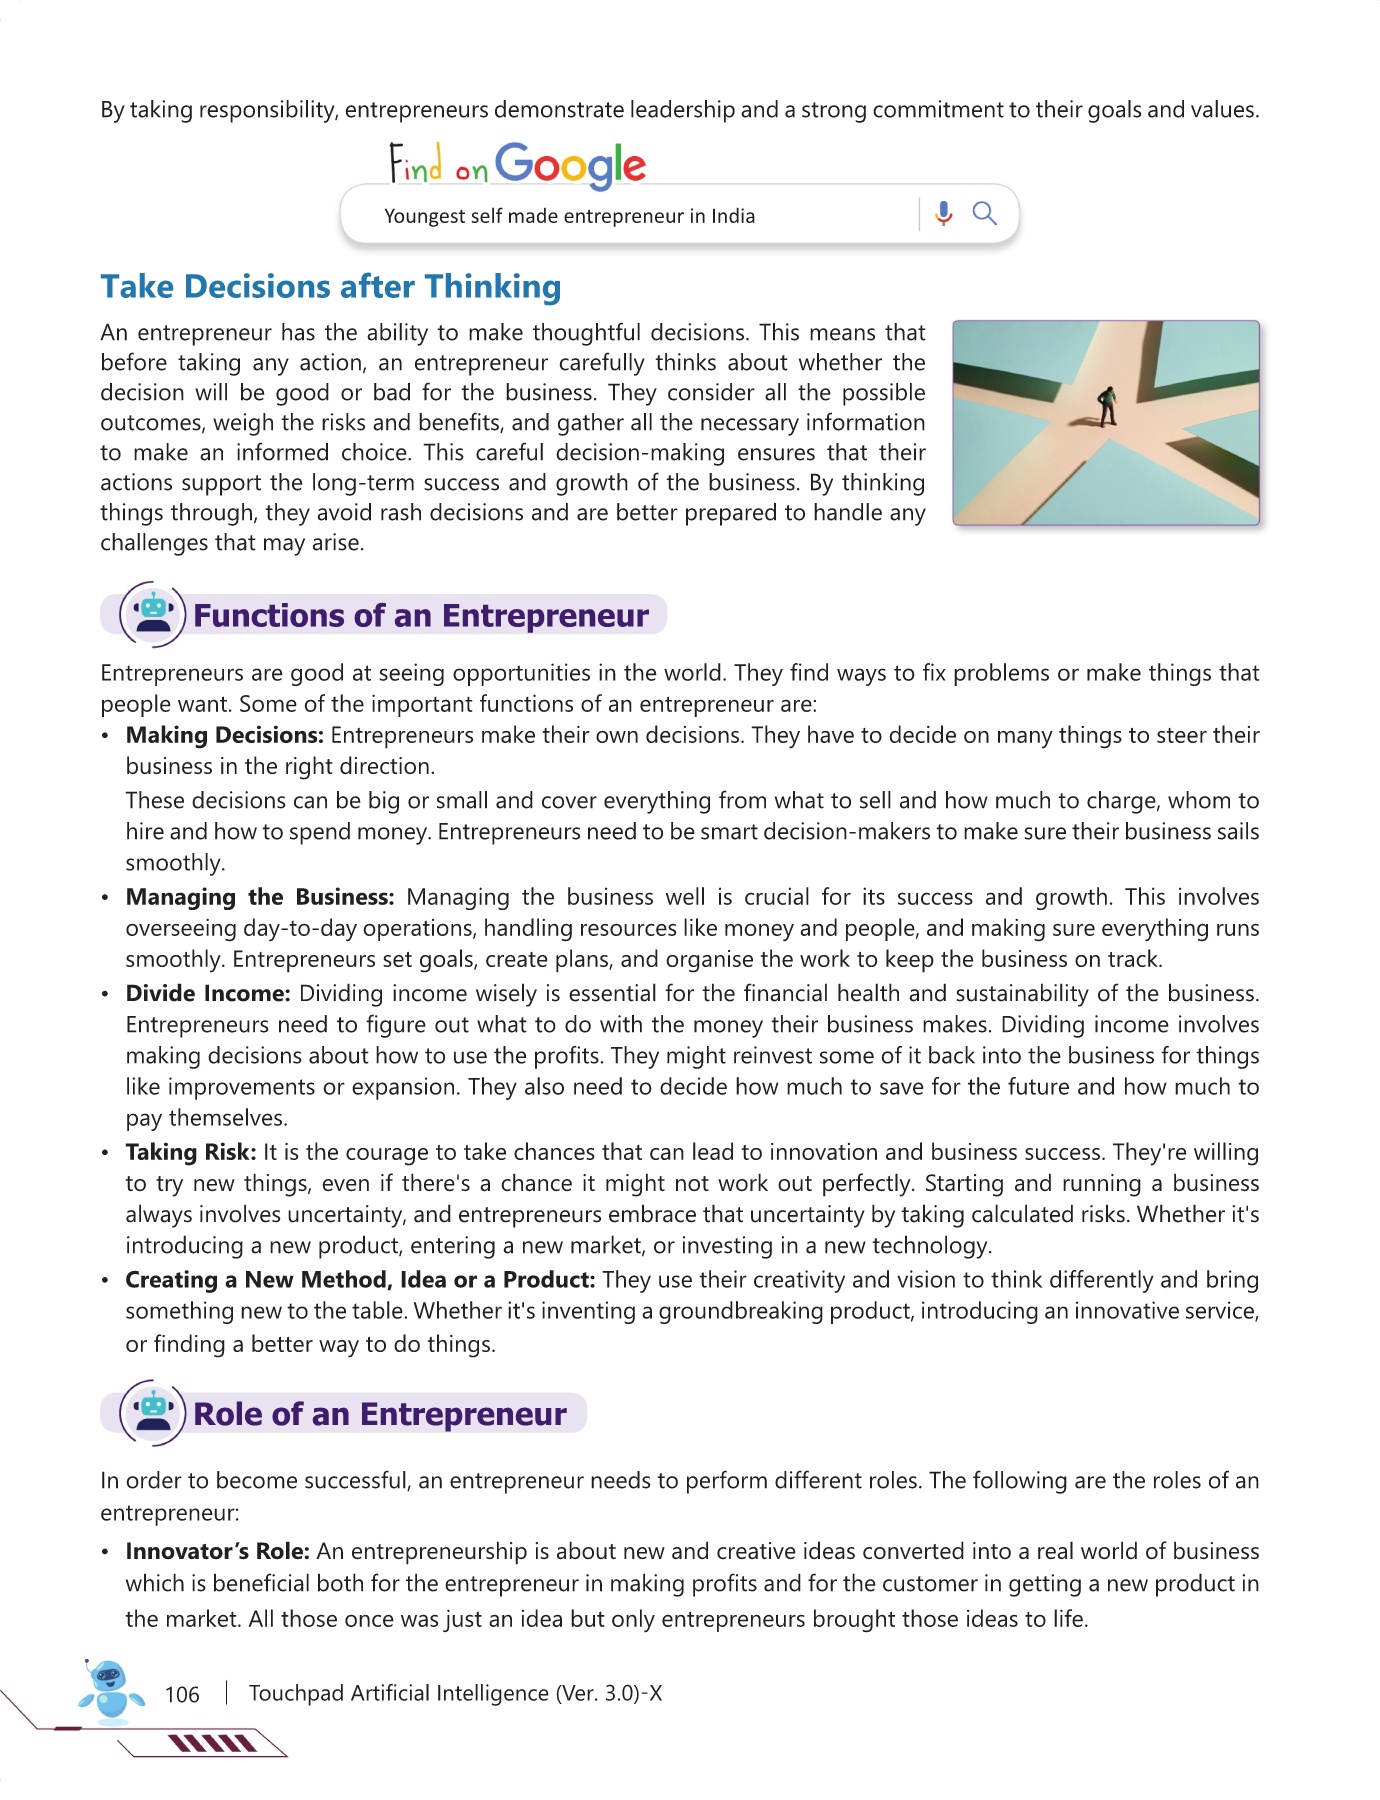 By taking responsibility, entrepreneurs demonstrate leadership and a strong commitment to their goals and values.
Find on Google
Youngest self made entrepreneur in India
Take Decisions after Thinking
An entrepreneur has the ability to make thoughtful decisions. This means that
before taking any action, an entrepreneur carefully thinks about whether the
decision will be good or bad for the business. They consider all the possible
outcomes, weigh the risks and benefits, and gather all the necessary information
to make an informed choice. This careful decision-making ensures that their
actions support the long-term success and growth of the business. By thinking
things through, they avoid rash decisions and are better prepared to handle any
challenges that may arise.
Functions of an Entrepreneur
Entrepreneurs are good at seeing opportunities in the world. They find ways to fix problems or make things that
people want. Some of the important functions of an entrepreneur are:
• Making Decisions: Entrepreneurs make their own decisions. They have to decide on many things to steer their
business in the right direction.
These decisions can be big or small and cover everything from what to sell and how much to charge, whom to
hire and how to spend money. Entrepreneurs need to be smart decision-makers to make sure their business sails
smoothly.
• Managing the Business: Managing the business well is crucial for its success and growth. This involves
overseeing day-to-day operations, handling resources like money and people, and making sure everything runs
smoothly. Entrepreneurs set goals, create plans, and organise the work to keep the business on track.
• Divide Income: Dividing income wisely is essential for the financial health and sustainability of the business.
Entrepreneurs need to figure out what to do with the money their business makes. Dividing income involves
making decisions about how to use the profits. They might reinvest some of it back into the business for things
like improvements or expansion. They also need to decide how much to save for the future and how much to
pay themselves.
• Taking Risk: It is the courage to take chances that can lead to innovation and business success. They're willing
to try new things, even if there's a chance it might not work out perfectly. Starting and running a business
always involves uncertainty, and entrepreneurs embrace that uncertainty by taking calculated risks. Whether it's
introducing a new product, entering a new market, or investing in a new technology.
• Creating a New Method, Idea or a Product: They use their creativity and vision to think differently and bring
something new to the table. Whether it's inventing a groundbreaking product, introducing an innovative service,
or finding a better way to do things.
Role of an Entrepreneur
In order to become successful, an entrepreneur needs to perform different roles. The following are the roles of an
entrepreneur:
• Innovator’s Role: An entrepreneurship is about new and creative ideas converted into a real world of business
which is beneficial both for the entrepreneur in making profits and for the customer in getting a new product in
the market. All those once was just an idea but only entrepreneurs brought those ideas to life.
106 | Touchpad Artificial Intelligence (Ver. 3.0)-X